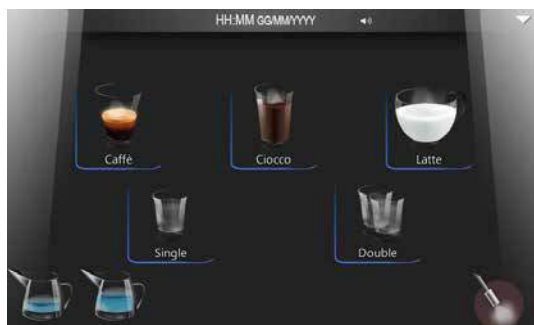 HH:MM GG/MM/YYYY
Caffè
Ciocco
Latte
Single
Double